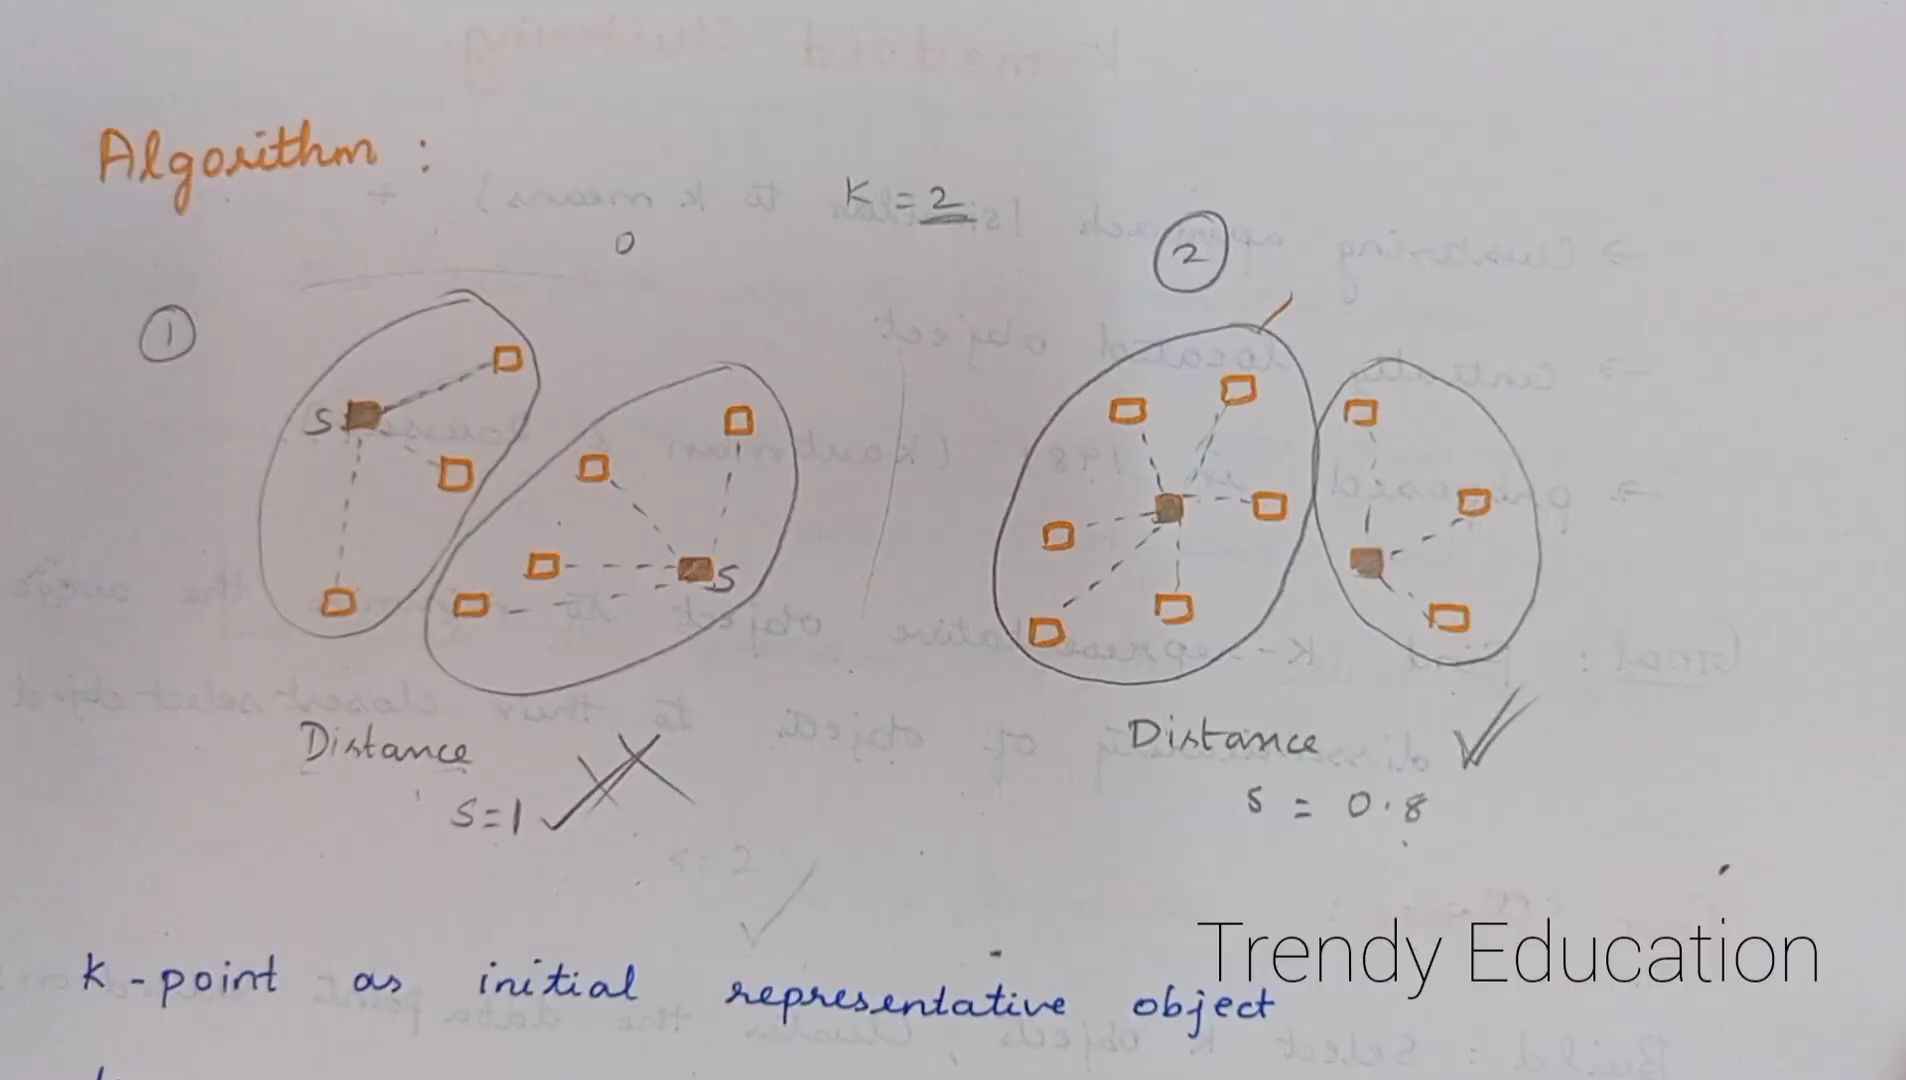 Algorithm :
K = 2
0
1
2
S
S
Distance
Distance
S=1
s = 0.8
k-point as initial representative object
Trendy Education